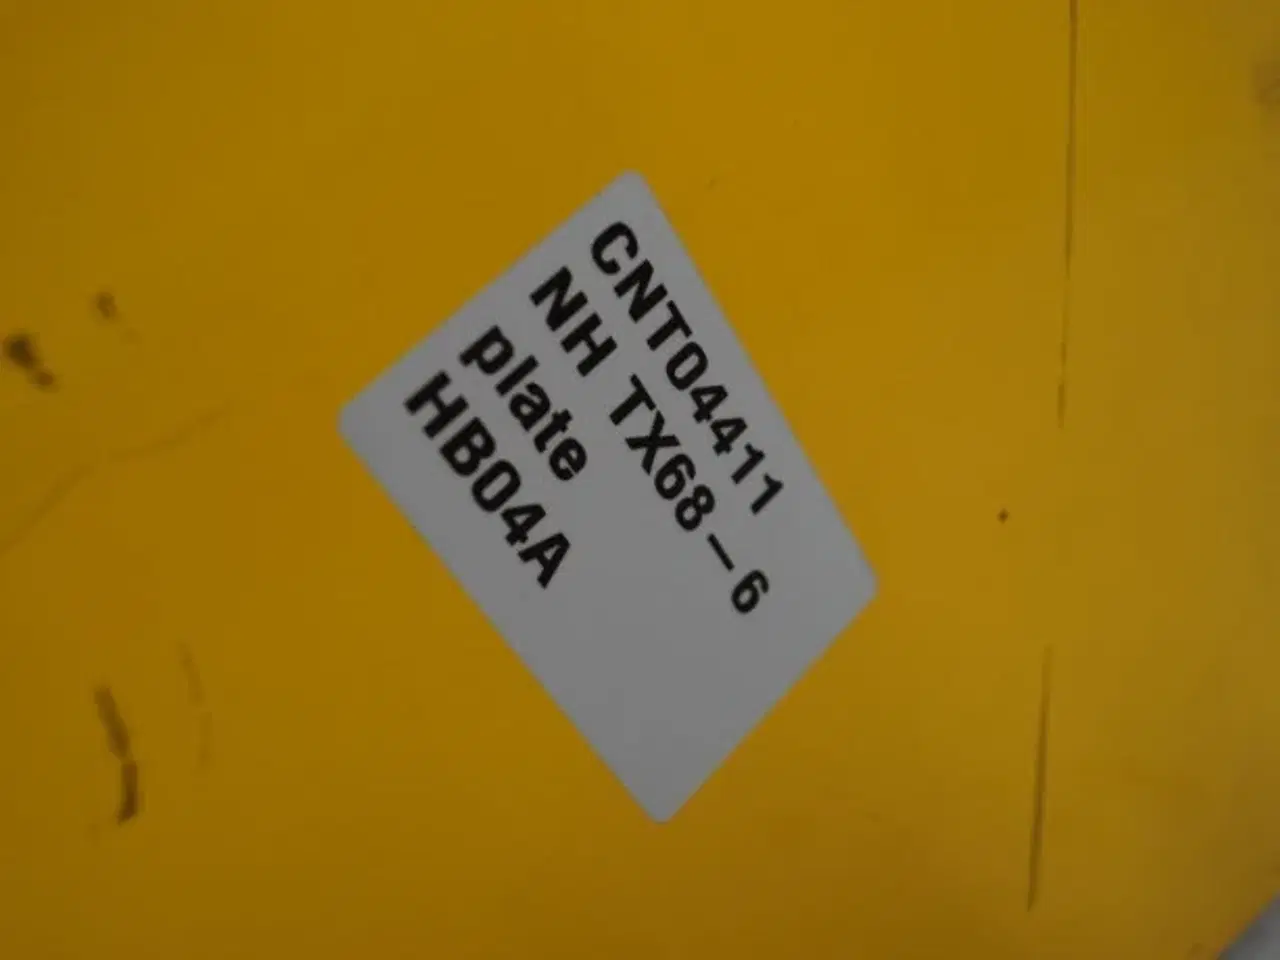 CNT04411
NH TX68-6
plate
HB04A